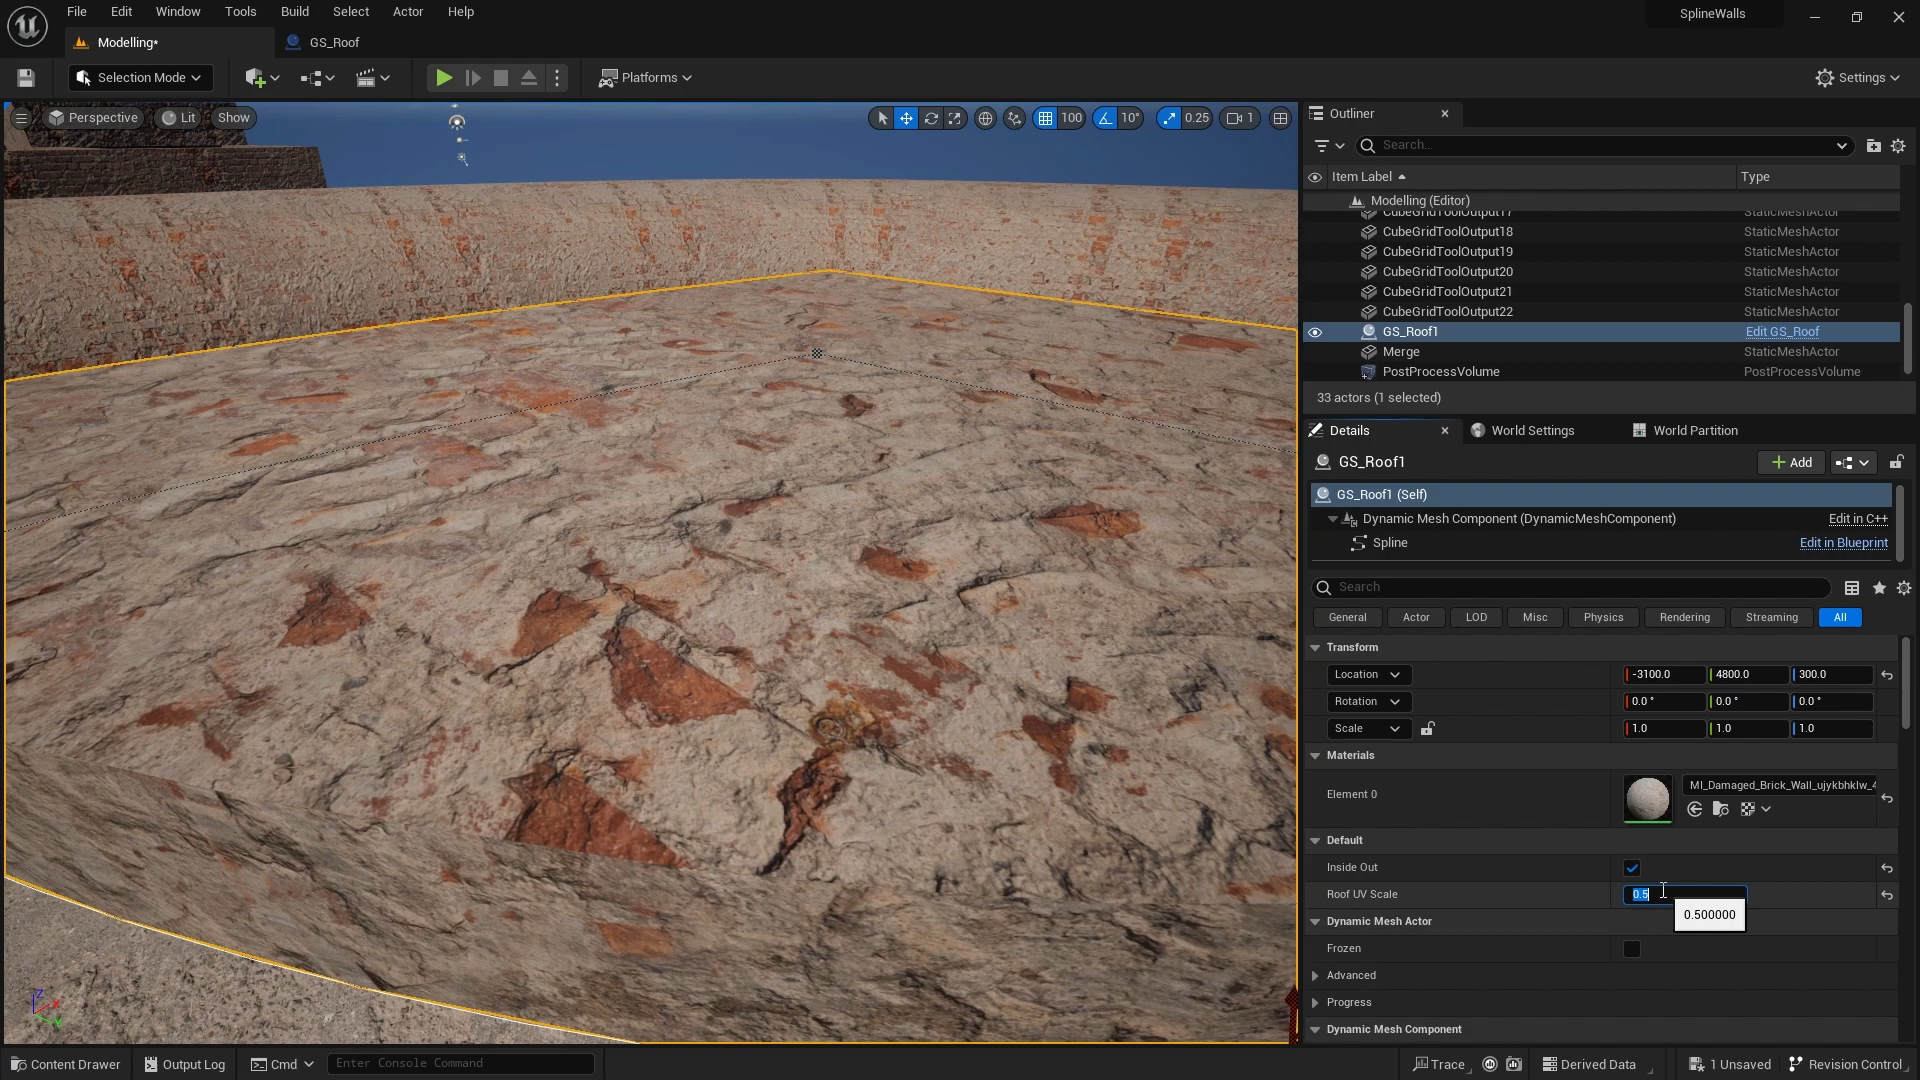 File Edit Window Tools Build Select Actor Help
SplineWalls
Modelling*
GS_Roof
Selection Mode
Platforms
Settings
Perspective
Lit
Show
100
10°
0.25
1
Outliner
Search...
Item Label
Type
Modelling (Editor)
CubeGridToolOutput17 StaticMeshActor
CubeGridToolOutput18 StaticMeshActor
CubeGridToolOutput19 StaticMeshActor
CubeGridToolOutput20 StaticMeshActor
CubeGridToolOutput21 StaticMeshActor
CubeGridToolOutput22 StaticMeshActor
GS_Roof1 Edit GS_Roof
Merge StaticMeshActor
PostProcessVolume PostProcessVolume
33 actors (1 selected)
Details
World Settings
World Partition
GS_Roof1
Add
GS_Roof1 (Self)
Dynamic Mesh Component (DynamicMeshComponent) Edit in C++
Spline Edit in Blueprint
Search
General Actor LOD Misc Physics Rendering Streaming All
Transform
Location -3100.0 4800.0 300.0
Rotation 0.0 ° 0.0 ° 0.0 °
Scale 1.0 1.0 1.0
Materials
Element 0 MI_Damaged_Brick_Wall_ujykbhklw_4
Default
Inside Out
Roof UV Scale 0.5
0.500000
Dynamic Mesh Actor
Frozen
Advanced
Progress
Dynamic Mesh Component
Z
X
Y
Content Drawer
Output Log
Cmd
Enter Console Command
Trace
Derived Data
1 Unsaved
Revision Control